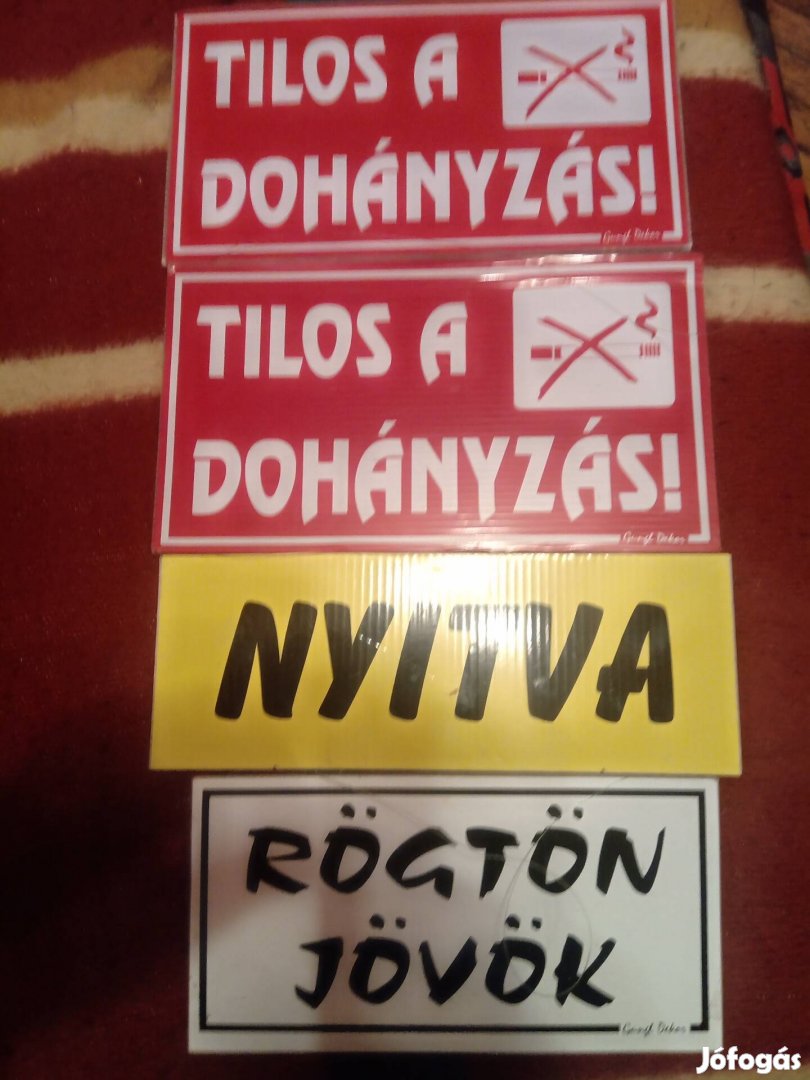 TILOS A
DOHÁNYZÁS!
TILOS A
DOHÁNYZÁS!
NYITVA
RÖGTÖN
JÖVÖK
Jófogás